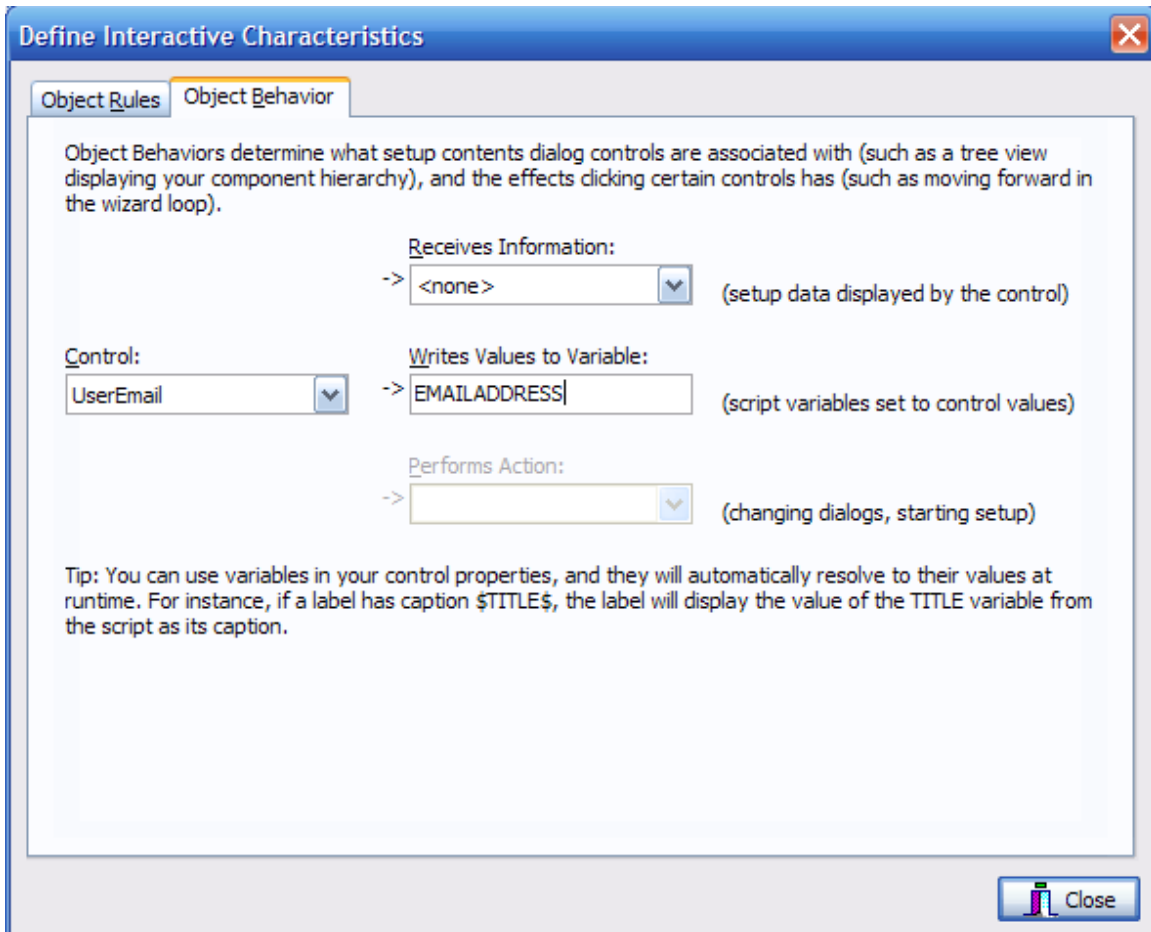 Define Interactive Characteristics
Object Rules
Object Behavior
Object Behaviors determine what setup contents dialog controls are associated with (such as a tree view
displaying your component hierarchy), and the effects clicking certain controls has (such as moving forward in
the wizard loop).
Receives Information:
-> <none> (setup data displayed by the control)
Control:
Writes Values to Variable:
UserEmail -> EMAILADDRESS (script variables set to control values)
Performs Action:
-> (changing dialogs, starting setup)
Tip: You can use variables in your control properties, and they will automatically resolve to their values at
runtime. For instance, if a label has caption $TITLE$, the label will display the value of the TITLE variable from
the script as its caption.
Close